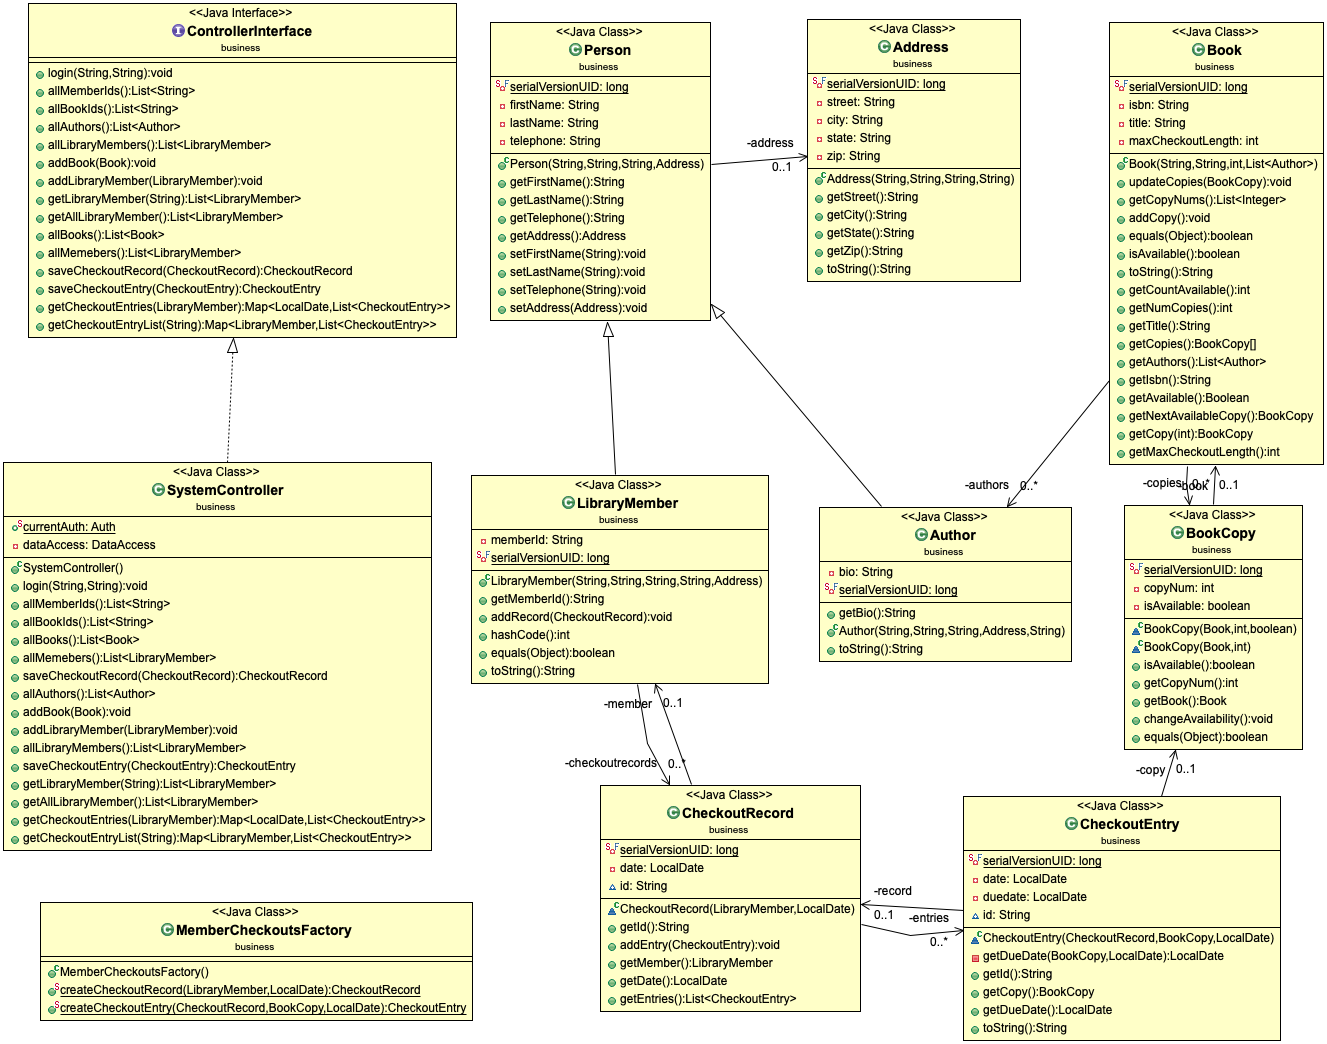 <<Java Interface>>
ControllerInterface
business
login(String,String):void
allMemberIds():List<String>
allBookIds():List<String>
allAuthors():List<Author>
allLibraryMembers():List<LibraryMember>
addBook(Book):void
addLibraryMember(LibraryMember):void
getLibraryMember(String):List<LibraryMember>
getAllLibraryMember():List<LibraryMember>
allBooks():List<Book>
allMemebers():List<LibraryMember>
saveCheckoutRecord(CheckoutRecord):CheckoutRecord
saveCheckoutEntry(CheckoutEntry):CheckoutEntry
getCheckoutEntries(LibraryMember):Map<LocalDate,List<CheckoutEntry>>
getCheckoutEntryList(String):Map<LibraryMember,List<CheckoutEntry>>
<<Java Class>>
Person
business
serialVersionUID: long
firstName: String
lastName: String
telephone: String
Person(String,String,String,Address)
getFirstName():String
getLastName():String
getTelephone():String
getAddress():Address
setFirstName(String):void
setLastName(String):void
setTelephone(String):void
setAddress(Address):void
-address
0..1
<<Java Class>>
Address
business
serialVersionUID: long
street: String
city: String
state: String
zip: String
Address(String,String,String,String)
getStreet():String
getCity():String
getState():String
getZip():String
toString():String
<<Java Class>>
Book
business
serialVersionUID: long
isbn: String
title: String
maxCheckoutLength: int
Book(String,String,int,List<Author>)
updateCopies(BookCopy):void
getCopyNums():List<Integer>
addCopy():void
equals(Object):boolean
isAvailable():boolean
toString():String
getCountAvailable():int
getNumCopies():int
getTitle():String
getCopies():BookCopy[]
getAuthors():List<Author>
getIsbn():String
getAvailable():Boolean
getNextAvailableCopy():BookCopy
getCopy(int):BookCopy
getMaxCheckoutLength():int
-authors
0..*
-copies
0..*
-book
0..1
<<Java Class>>
SystemController
business
currentAuth: Auth
dataAccess: DataAccess
SystemController()
login(String,String):void
allMemberIds():List<String>
allBookIds():List<String>
allBooks():List<Book>
allMemebers():List<LibraryMember>
saveCheckoutRecord(CheckoutRecord):CheckoutRecord
allAuthors():List<Author>
addBook(Book):void
addLibraryMember(LibraryMember):void
allLibraryMembers():List<LibraryMember>
saveCheckoutEntry(CheckoutEntry):CheckoutEntry
getLibraryMember(String):List<LibraryMember>
getAllLibraryMember():List<LibraryMember>
getCheckoutEntries(LibraryMember):Map<LocalDate,List<CheckoutEntry>>
getCheckoutEntryList(String):Map<LibraryMember,List<CheckoutEntry>>
<<Java Class>>
LibraryMember
business
memberId: String
serialVersionUID: long
LibraryMember(String,String,String,String,Address)
getMemberId():String
addRecord(CheckoutRecord):void
hashCode():int
equals(Object):boolean
toString():String
<<Java Class>>
Author
business
bio: String
serialVersionUID: long
getBio():String
Author(String,String,String,Address,String)
toString():String
<<Java Class>>
BookCopy
business
serialVersionUID: long
copyNum: int
isAvailable: boolean
BookCopy(Book,int,boolean)
BookCopy(Book,int)
isAvailable():boolean
getCopyNum():int
getBook():Book
changeAvailability():void
equals(Object):boolean
-member
0..1
-checkoutrecords
0..*
-copy
0..1
<<Java Class>>
CheckoutRecord
business
serialVersionUID: long
date: LocalDate
id: String
CheckoutRecord(LibraryMember,LocalDate)
getId():String
addEntry(CheckoutEntry):void
getMember():LibraryMember
getDate():LocalDate
getEntries():List<CheckoutEntry>
-record
0..1
-entries
0..*
<<Java Class>>
CheckoutEntry
business
serialVersionUID: long
date: LocalDate
duedate: LocalDate
id: String
CheckoutEntry(CheckoutRecord,BookCopy,LocalDate)
getDueDate(BookCopy,LocalDate):LocalDate
getId():String
getCopy():BookCopy
getDueDate():LocalDate
toString():String
<<Java Class>>
MemberCheckoutsFactory
business
MemberCheckoutsFactory()
createCheckoutRecord(LibraryMember,LocalDate):CheckoutRecord
createCheckoutEntry(CheckoutRecord,BookCopy,LocalDate):CheckoutEntry